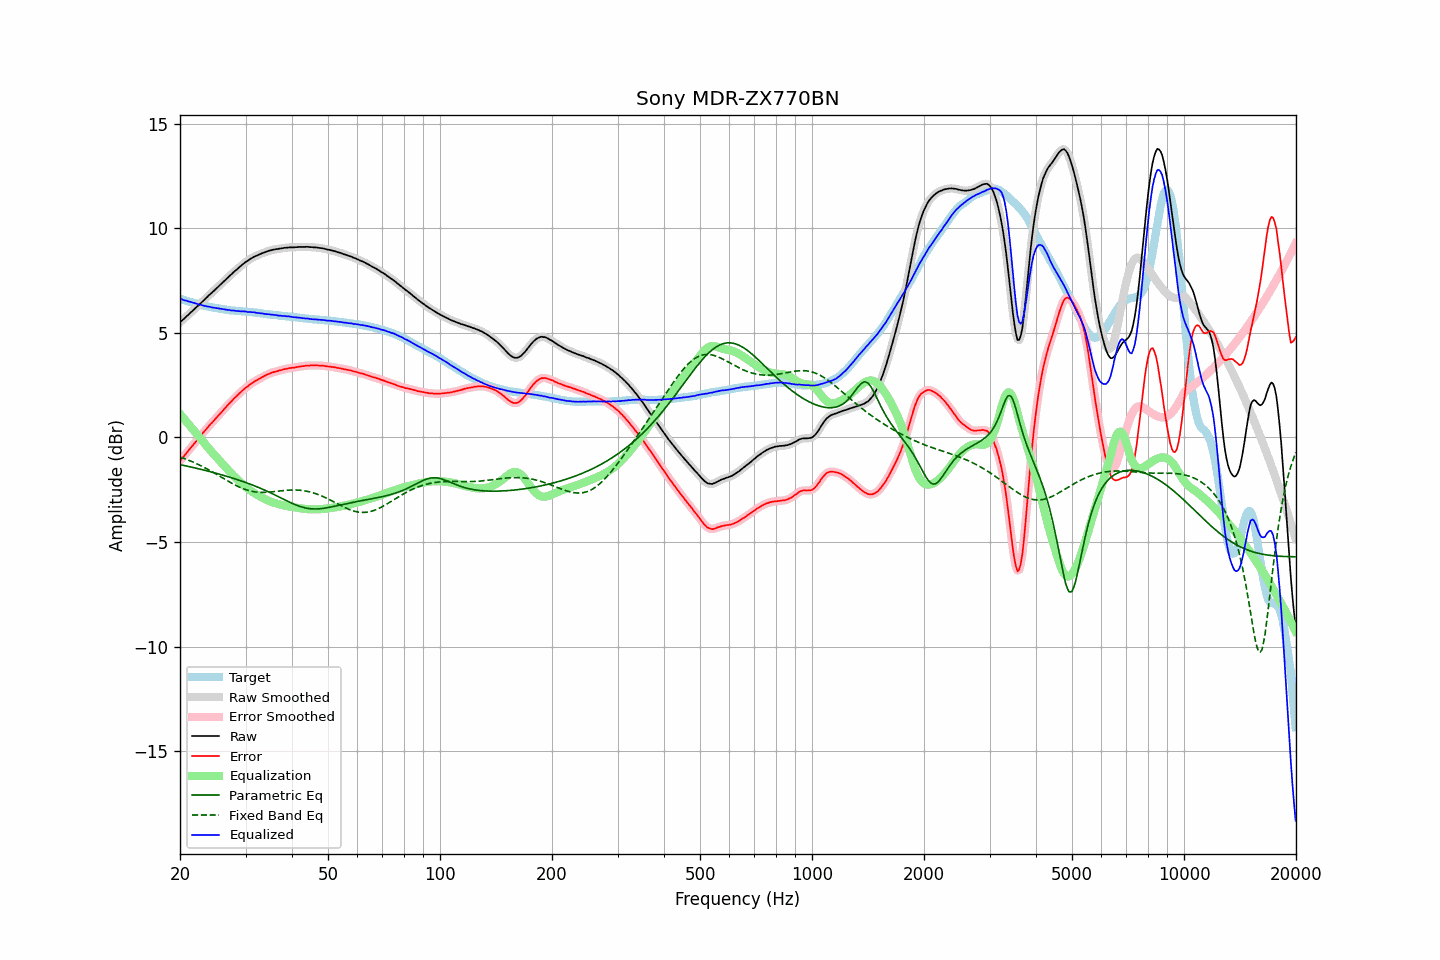 Sony MDR-ZX770BN
Amplitude (dBr)
15
10
5
0
−5
−10
−15
Target
Raw Smoothed
Error Smoothed
Raw
Error
Equalization
Parametric Eq
Fixed Band Eq
Equalized
20 50 100 200 500 1000 2000 5000 10000 20000
Frequency (Hz)